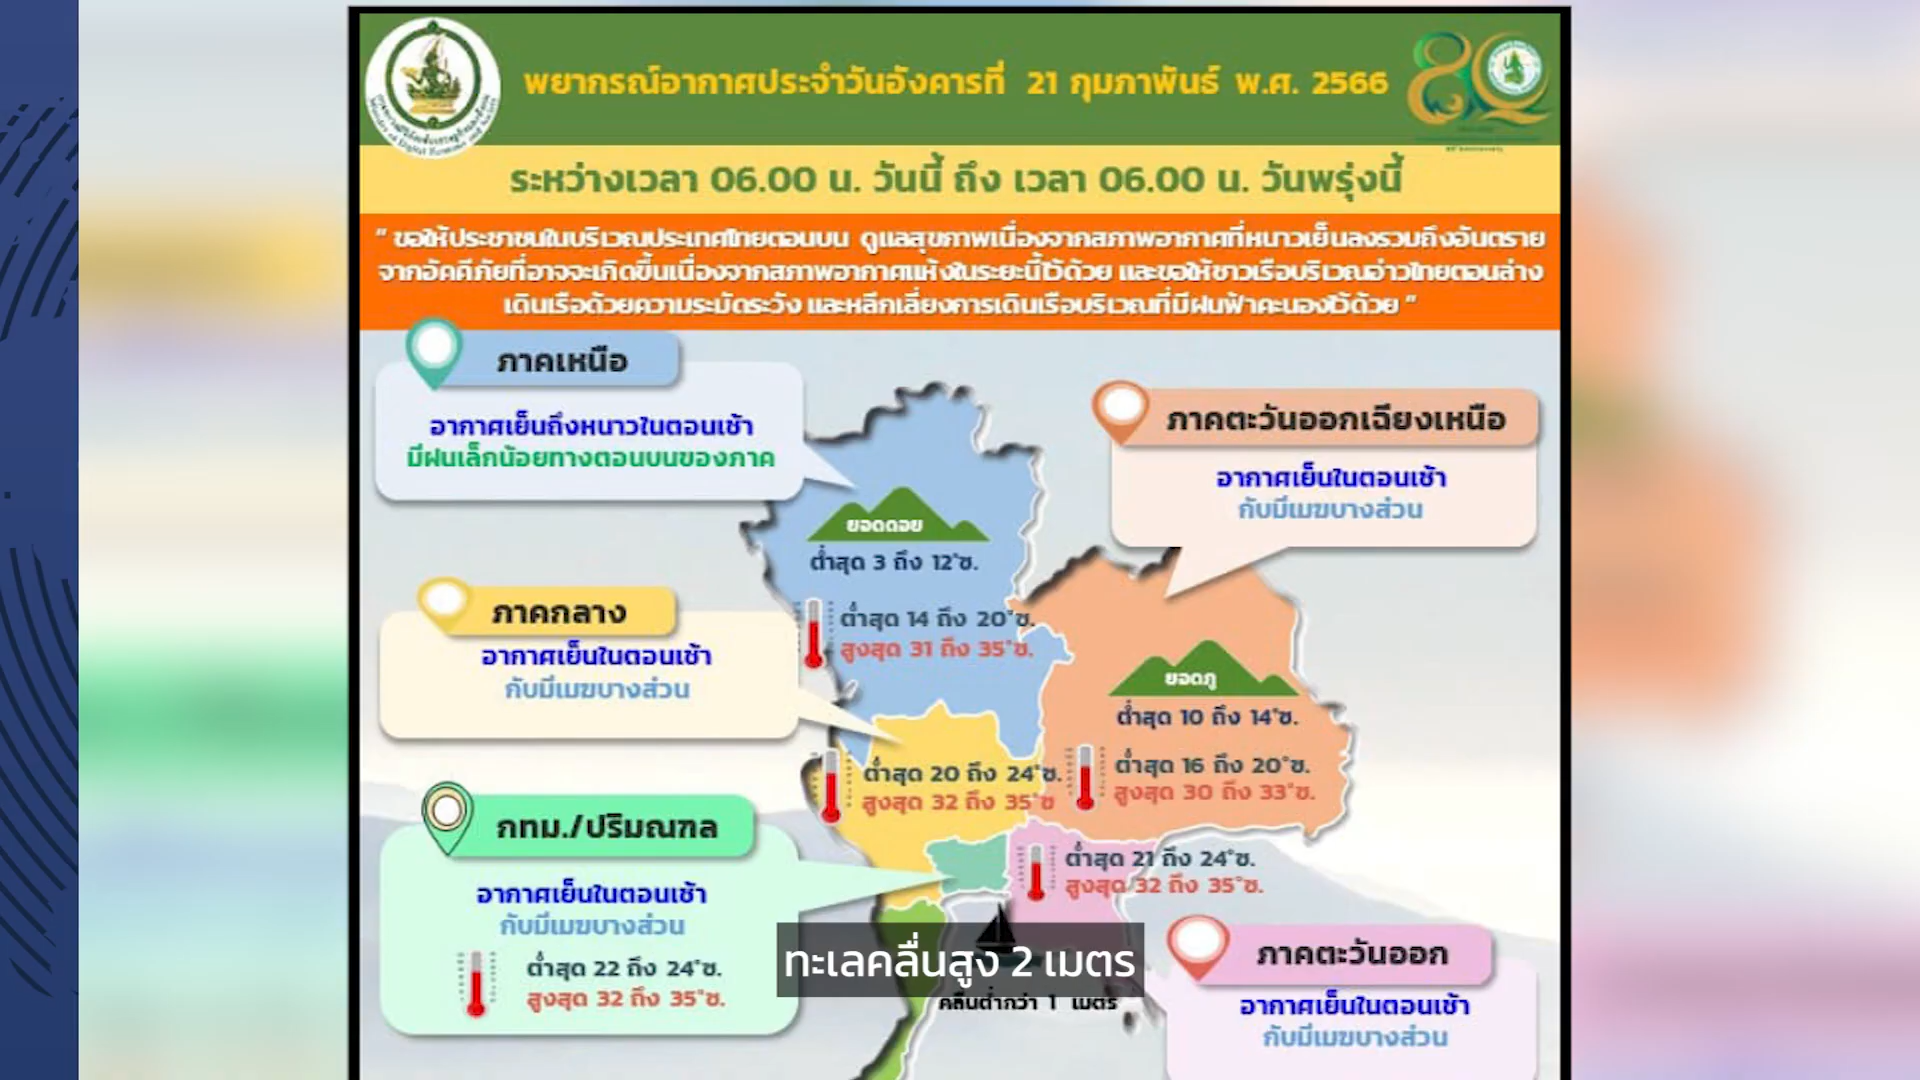 พยากรณ์อากาศประจำวันอังคารที่ 21 กุมภาพันธ์ พ.ศ. 2566
ระหว่างเวลา 06.00 น. วันนี้ ถึง เวลา 06.00 น. วันพรุ่งนี้
" ขอให้ประชาชนในบริเวณประเทศไทยตอนบน ดูแลสุขภาพเนื่องจากสภาพอากาศที่หนาวเย็นลงรวมถึงอันตราย
จากอัคคีภัยที่อาจจะเกิดขึ้นเนื่องจากสภาพอากาศแห้งในระยะนี้ไว้ด้วย และขอให้ชาวเรือบริเวณอ่าวไทยตอนล่าง
เดินเรือด้วยความระมัดระวัง และหลีกเลี่ยงการเดินเรือบริเวณที่มีฝนฟ้าคะนองไว้ด้วย "
ภาคเหนือ
อากาศเย็นถึงหนาวในตอนเช้า
มีฝนเล็กน้อยทางตอนบนของภาค
ยอดดอย
ต่ำสุด 3 ถึง 12°ซ.
ต่ำสุด 14 ถึง 20°ซ.
สูงสุด 31 ถึง 35°ซ.
ภาคตะวันออกเฉียงเหนือ
อากาศเย็นในตอนเช้า
กับมีเมฆบางส่วน
ยอดภู
ต่ำสุด 10 ถึง 14°ซ.
ต่ำสุด 16 ถึง 20°ซ.
สูงสุด 30 ถึง 33°ซ.
ภาคกลาง
อากาศเย็นในตอนเช้า
กับมีเมฆบางส่วน
ต่ำสุด 20 ถึง 24°ซ.
สูงสุด 32 ถึง 35°ซ
กทม./ปริมณฑล
อากาศเย็นในตอนเช้า
กับมีเมฆบางส่วน
ต่ำสุด 22 ถึง 24°ซ.
สูงสุด 32 ถึง 35°ซ.
ต่ำสุด 21 ถึง 24°ซ.
สูงสุด 32 ถึง 35°ซ.
ภาคตะวันออก
อากาศเย็นในตอนเช้า
กับมีเมฆบางส่วน
ทะเลคลื่นสูง 2 เมตร
คลื่นต่ำกว่า 1 เมตร